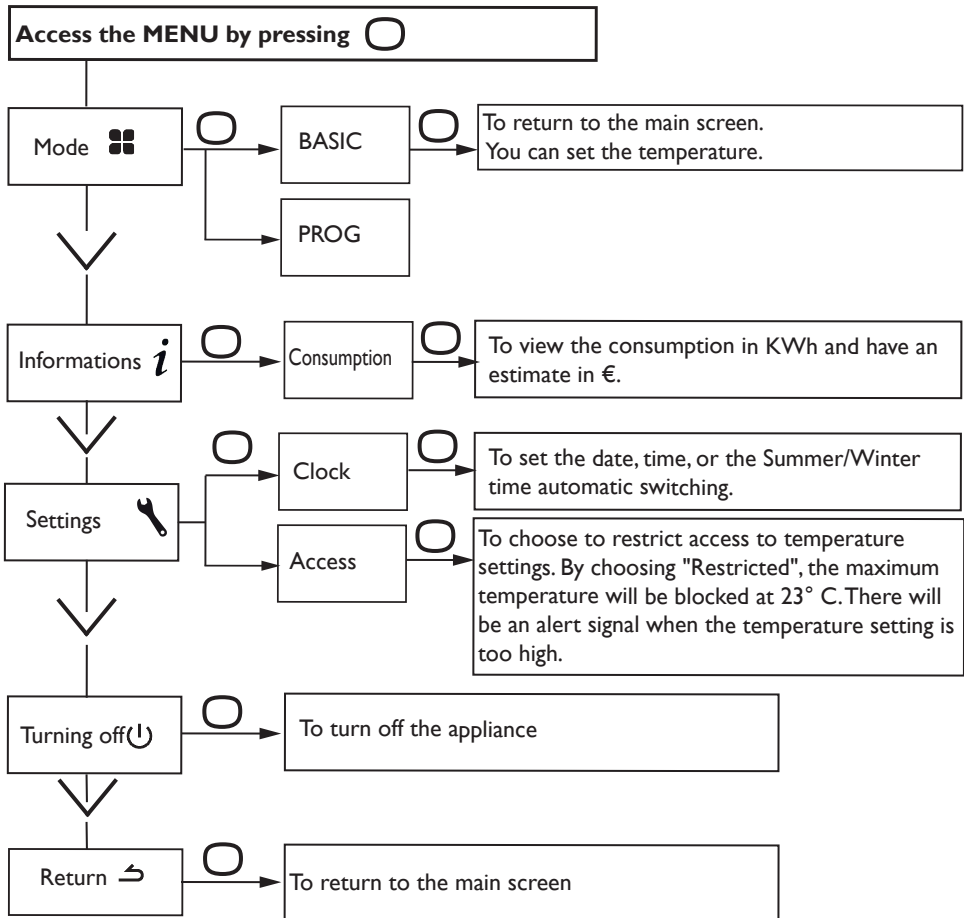 Access the MENU by pressing
Mode
BASIC
To return to the main screen.
You can set the temperature.
PROG
Informations i
Consumption
To view the consumption in KWh and have an
estimate in €.
Settings
Clock
To set the date, time, or the Summer/Winter
time automatic switching.
Access
To choose to restrict access to temperature
settings. By choosing "Restricted", the maximum
temperature will be blocked at 23° C. There will
be an alert signal when the temperature setting is
too high.
Turning off
To turn off the appliance
Return
To return to the main screen